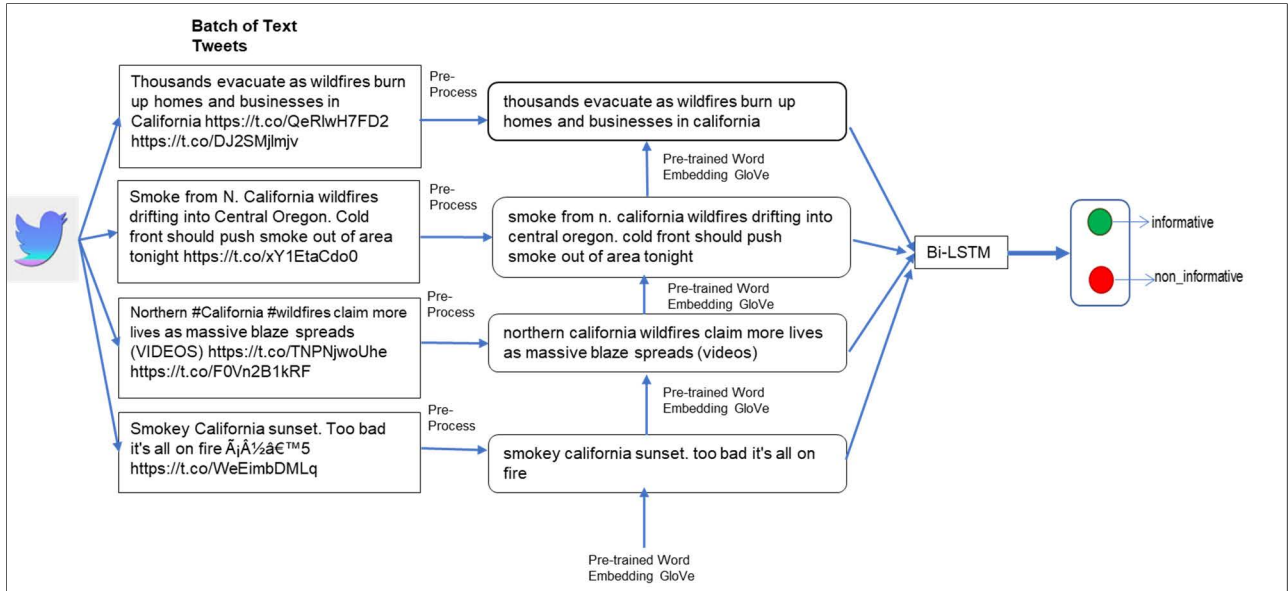 Batch of Text
Tweets
Thousands evacuate as wildfires burn
up homes and businesses in
California https://t.co/QeRlwH7FD2
https://t.co/DJ2SMjlmjv
Pre-
Process
thousands evacuate as wildfires burn up
homes and businesses in california
Pre-trained Word
Embedding GloVe
Smoke from N. California wildfires
drifting into Central Oregon. Cold
front should push smoke out of area
tonight https://t.co/xY1EtaCdo0
Pre-
Process
smoke from n. california wildfires drifting into
central oregon. cold front should push
smoke out of area tonight
Pre-trained Word
Embedding GloVe
Northern #California #wildfires claim more
lives as massive blaze spreads
(VIDEOS) https://t.co/TNPNjwoUhe
https://t.co/F0Vn2B1kRF
Pre-
Process
northern california wildfires claim more lives
as massive blaze spreads (videos)
Pre-trained Word
Embedding GloVe
Smokey California sunset. Too bad
it's all on fire Ã¡Â½â€™5
https://t.co/WeEimbDMLq
Pre-
Process
smokey california sunset. too bad it's all on
fire
Pre-trained Word
Embedding GloVe
Bi-LSTM
informative
non_informative